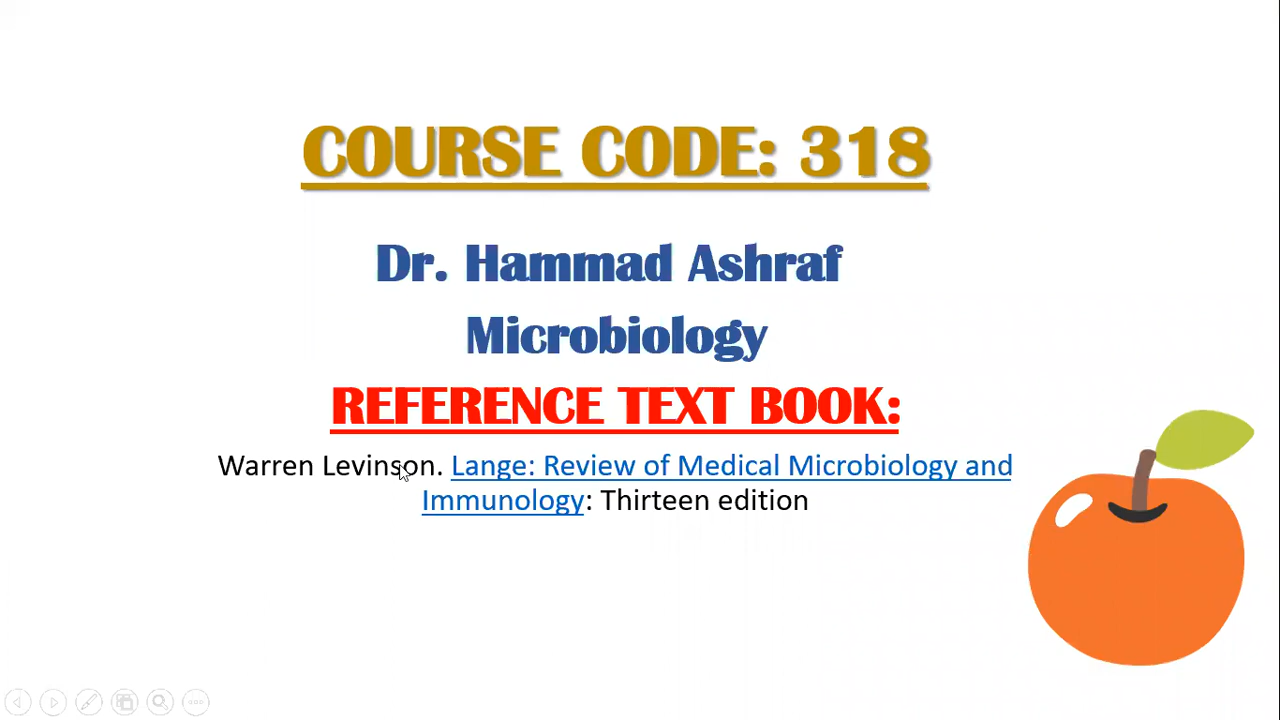 COURSE CODE: 318
Dr. Hammad Ashraf
Microbiology
REFERENCE TEXT BOOK:
Warren Levinson. Lange: Review of Medical Microbiology and
Immunology: Thirteen edition